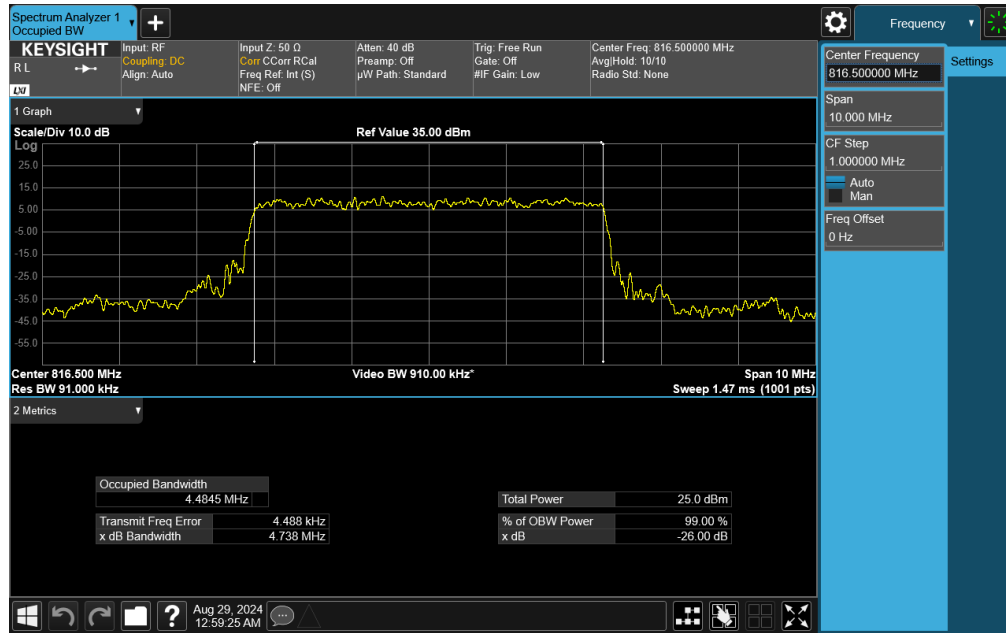 Spectrum Analyzer 1
Occupied BW
Frequency
KEYSIGHT
R L
LXI
Input: RF
Coupling: DC
Align: Auto
Input Z: 50 Ω
Corr CCorr RCal
Freq Ref: Int (S)
NFE: Off
Atten: 40 dB
Preamp: Off
µW Path: Standard
Trig: Free Run
Gate: Off
#IF Gain: Low
Center Freq: 816.500000 MHz
Avg|Hold: 10/10
Radio Std: None
Center Frequency
816.500000 MHz
Settings
Span
10.000 MHz
CF Step
1.000000 MHz
Auto
Man
Freq Offset
0 Hz
1 Graph
Scale/Div 10.0 dB
Ref Value 35.00 dBm
Log
25.0
15.0
5.00
-5.00
-15.0
-25.0
-35.0
-45.0
-55.0
Center 816.500 MHz
Video BW 910.00 kHz*
Span 10 MHz
Res BW 91.000 kHz
Sweep 1.47 ms (1001 pts)
2 Metrics
Occupied Bandwidth
4.4845 MHz
Total Power 25.0 dBm
Transmit Freq Error 4.488 kHz
% of OBW Power 99.00 %
x dB Bandwidth 4.738 MHz
x dB -26.00 dB
?
Aug 29, 2024
12:59:25 AM